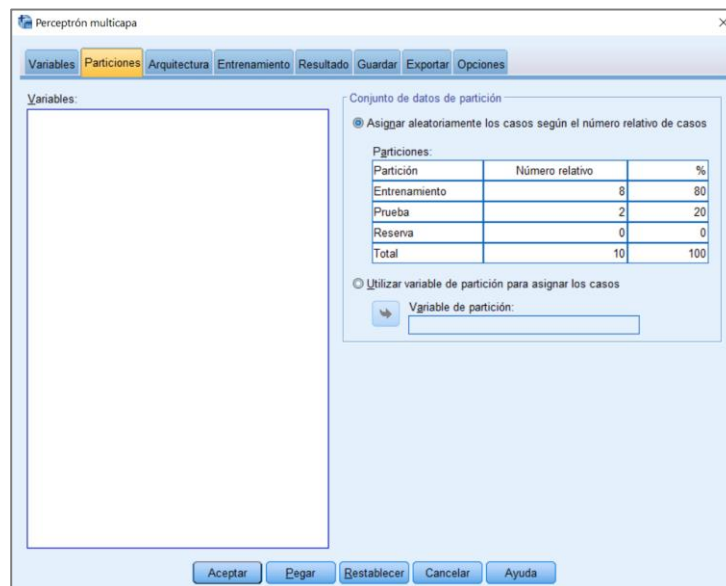 Perceptrón multicapa
Variables Particiones Arquitectura Entrenamiento Resultado Guardar Exportar Opciones
Variables:
Conjunto de datos de partición
Asignar aleatoriamente los casos según el número relativo de casos
Particiones:
Partición Número relativo %
Entrenamiento 8 80
Prueba 2 20
Reserva 0 0
Total 10 100
Utilizar variable de partición para asignar los casos
Variable de partición:
Aceptar Pegar Restablecer Cancelar Ayuda